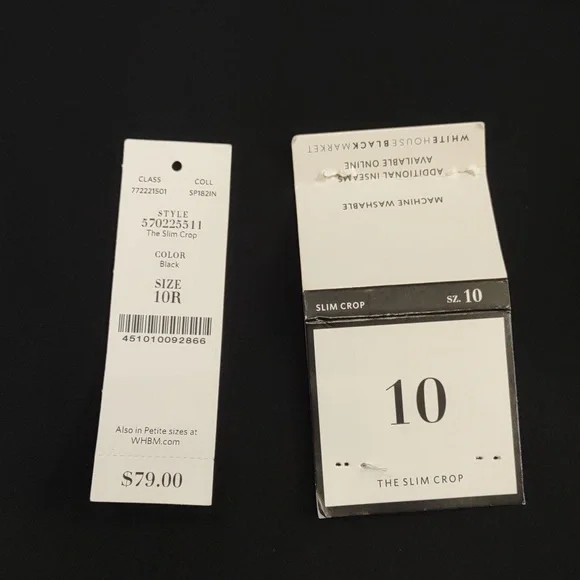 CLASS COLL
772221501 SP182IN
STYLE
570225511
The Slim Crop
COLOR
Black
SIZE
10R
451010092866
Also in Petite sizes at
WHBM.com
$79.00
WHITEHOUSEBLACKMARKET
AVAILABLE ONLINE
ADDITIONAL INSEAMS
MACHINE WASHABLE
SLIM CROP SZ. 10
10
THE SLIM CROP